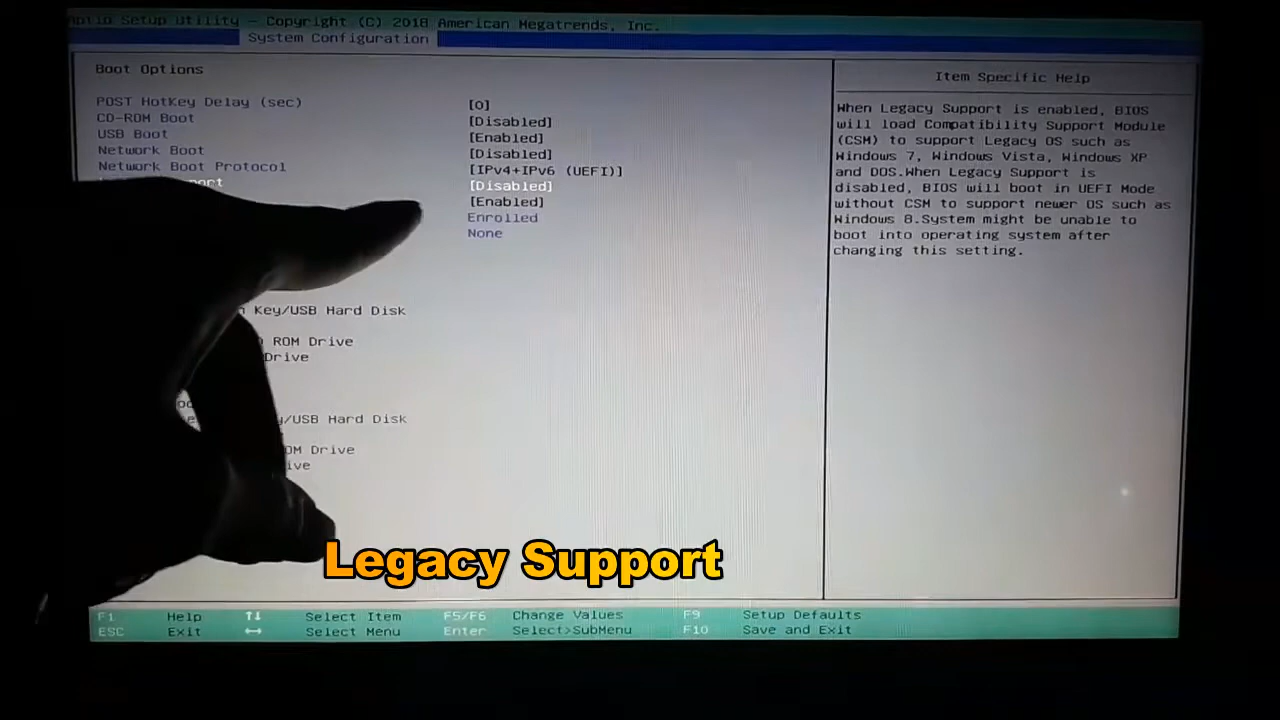 Aptio Setup Utility - Copyright (C) 2018 American Megatrends, Inc.
System Configuration
Boot Options
Item Specific Help
POST HotKey Delay (sec) [0]
CD-ROM Boot [Disabled]
USB Boot [Enabled]
Network Boot [Disabled]
Network Boot Protocol [IPv4+IPv6 (UEFI)]
[Disabled]
[Enabled]
Enrolled
None
Key/USB Hard Disk
ROM Drive
Drive
/USB Hard Disk
OM Drive
ive
When Legacy Support is enabled, BIOS
will load Compatibility Support Module
(CSM) to support Legacy OS such as
Windows 7, Windows Vista, Windows XP
and DOS.When Legacy Support is
disabled, BIOS will boot in UEFI Mode
without CSM to support newer OS such as
Windows 8.System might be unable to
boot into operating system after
changing this setting.
Legacy Support
F1 Help ↑↓ Select Item F5/F6 Change Values F9 Setup Defaults
ESC Exit ↔ Select Menu Enter Select>SubMenu F10 Save and Exit